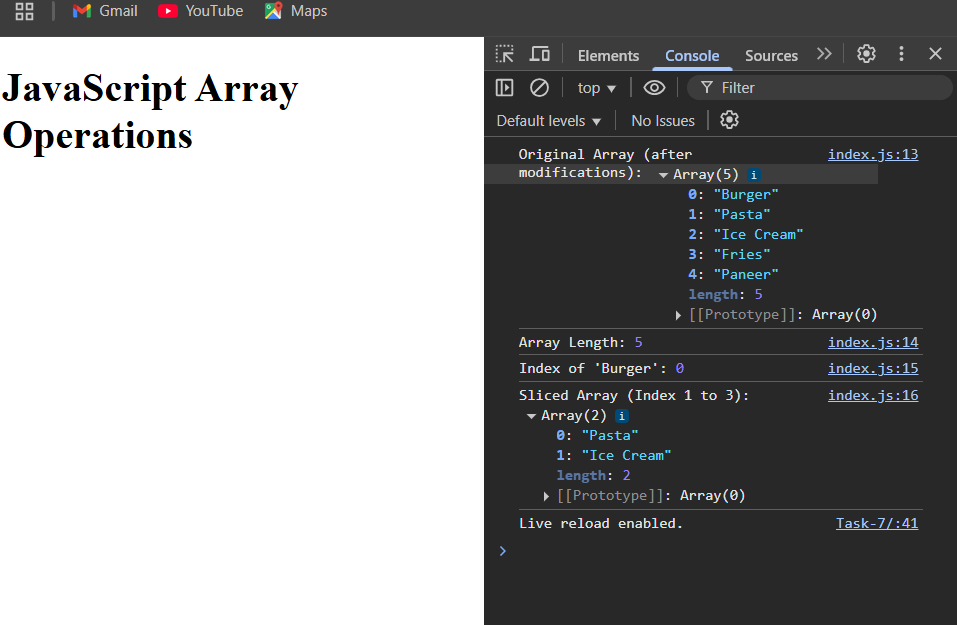 Gmail YouTube Maps
JavaScript Array
Operations
Elements Console Sources
top Filter
Default levels No Issues
Original Array (after index.js:13
modifications): Array(5) i
0: "Burger"
1: "Pasta"
2: "Ice Cream"
3: "Fries"
4: "Paneer"
length: 5
[[Prototype]]: Array(0)
Array Length: 5 index.js:14
Index of 'Burger': 0 index.js:15
Sliced Array (Index 1 to 3): index.js:16
Array(2) i
0: "Pasta"
1: "Ice Cream"
length: 2
[[Prototype]]: Array(0)
Live reload enabled. Task-7/:41